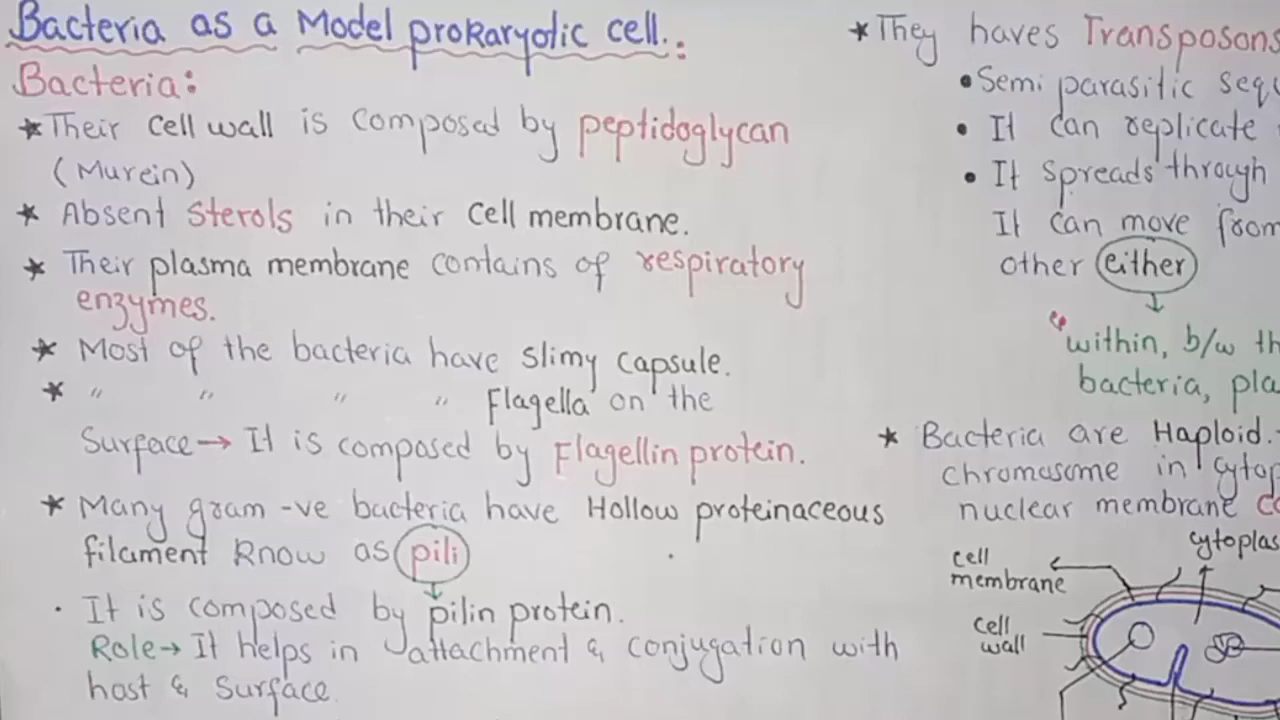 Bacteria as a Model prokaryotic cell.:
Bacteria:
* Their cell wall is composed by peptidoglycan
(Murein)
* Absent Sterols in their Cell membrane.
* Their plasma membrane contains of respiratory
enzymes.
* Most of the bacteria have Slimy capsule.
* " " " " Flagella on the
Surface → It is composed by Flagellin protein.
* Many gram -ve bacteria have Hollow proteinaceous
filament Know as pili
· It is composed by pilin protein.
Role → It helps in attachment & conjugation with
host & Surface.
* They haves Transposons
• Semi parasitic
• It can replicate
• It Spreads through
It can move from
other either
within, b/w
bacteria,
* Bacteria are Haploid.
chromosome in
nuclear membrane
cell
membrane
cell
wall